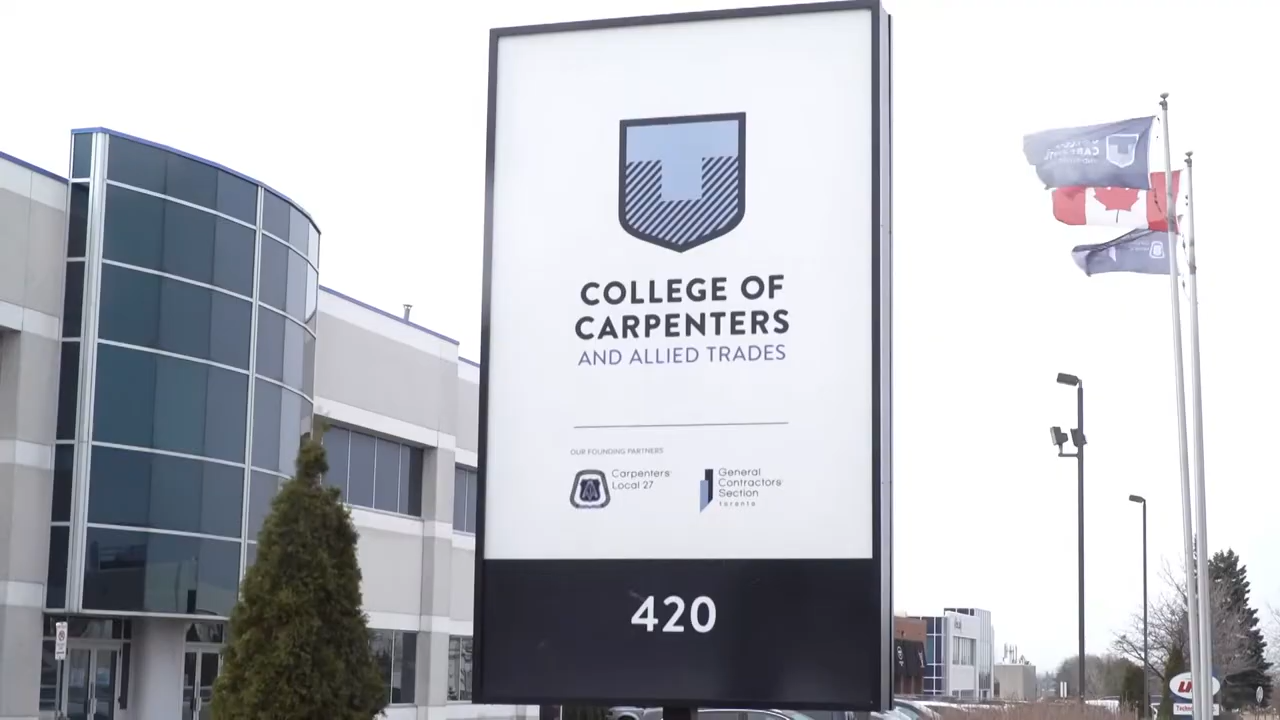 COLLEGE OF
CARPENTERS
AND ALLIED TRADES
OUR FOUNDING PARTNERS
Carpenters'
Local 27
General
Contractors
Section
toronto
420